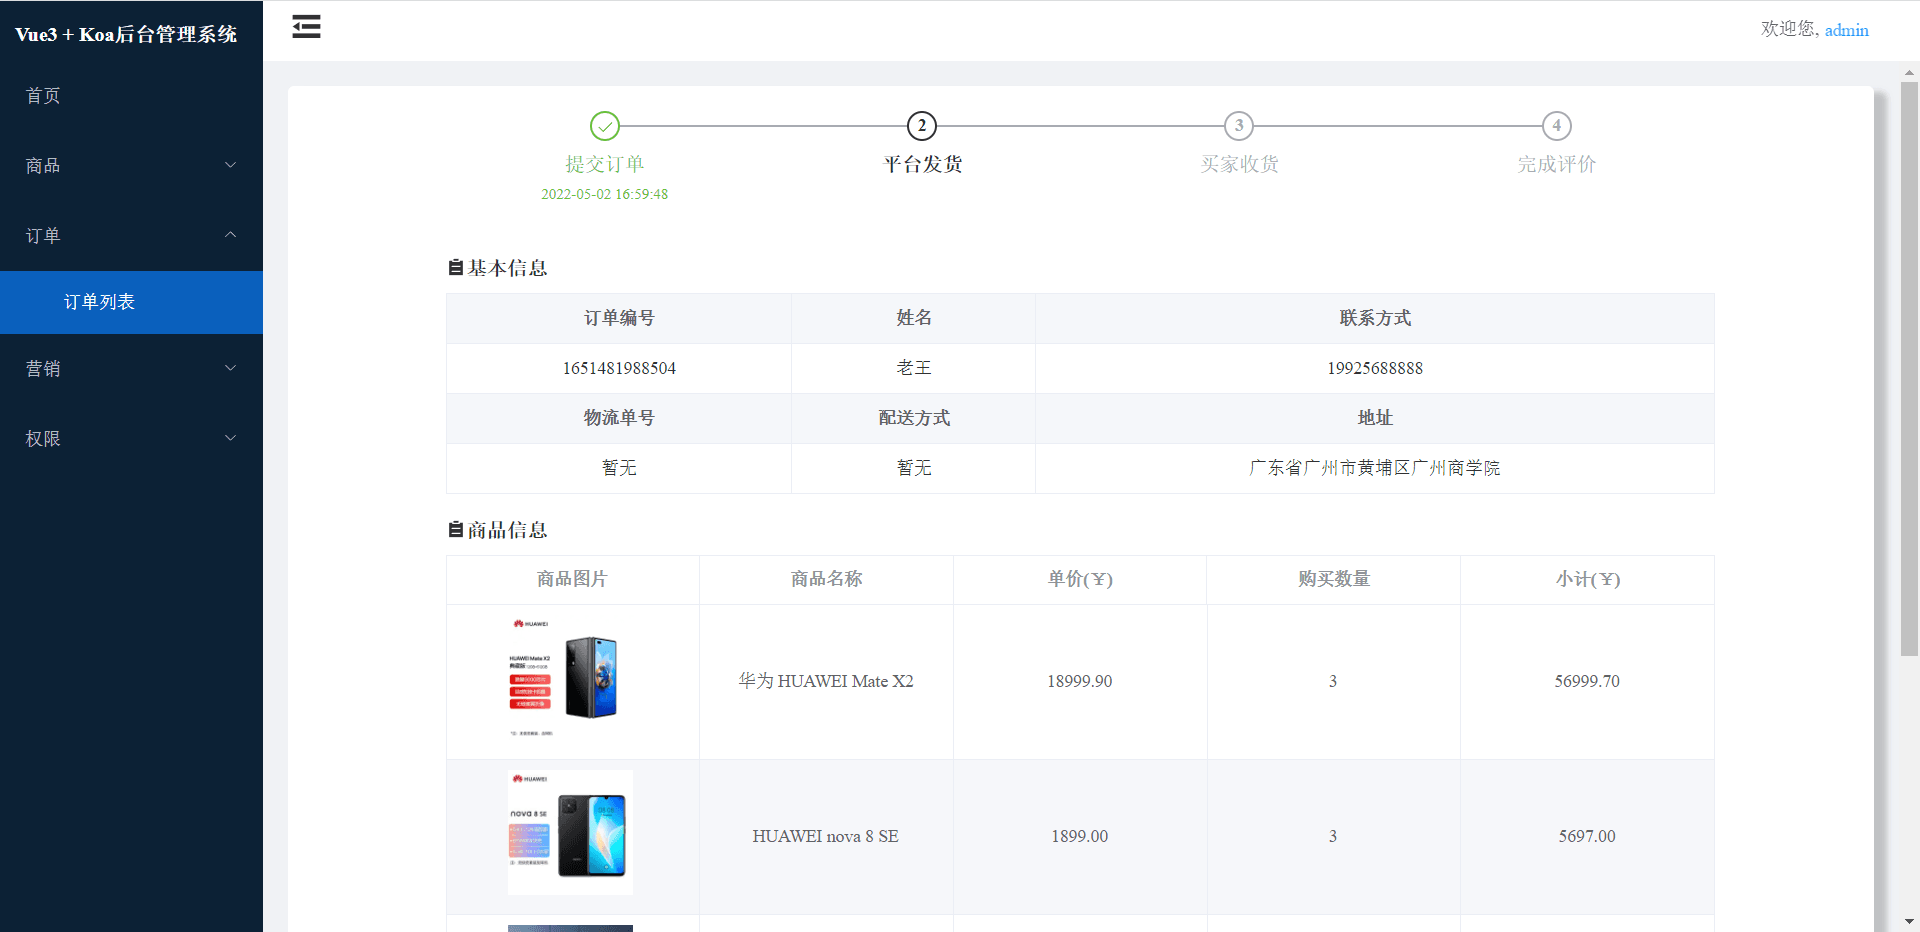 Vue3 + Koa后台管理系统
欢迎您, admin
首页
商品
订单
订单列表
营销
权限
2
3
4
提交订单
平台发货
买家收货
完成评价
2022-05-02 16:59:48
基本信息
订单编号 姓名 联系方式
1651481988504 老王 19925688888
物流单号 配送方式 地址
暂无 暂无 广东省广州市黄埔区广州商学院
商品信息
商品图片 商品名称 单价(¥) 购买数量 小计(¥)
HUAWEI
HUAWEI Mate X2
典藏版
华为 HUAWEI Mate X2 18999.90 3 56999.70
HUAWEI
nova 8 SE
HUAWEI nova 8 SE 1899.00 3 5697.00